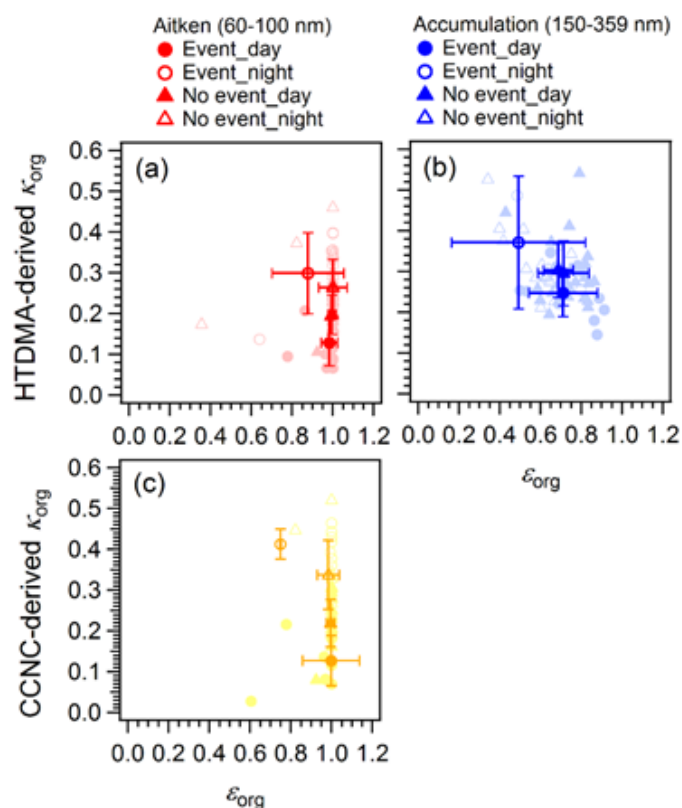 Aitken (60-100 nm)
Event_day
Event_night
No event_day
No event_night
Accumulation (150-359 nm)
Event_day
Event_night
No event_day
No event_night
HTDMA-derived κorg
0.6
0.5
0.4
0.3
0.2
0.1
0.0
(a)
0.0 0.2 0.4 0.6 0.8 1.0 1.2
(b)
0.0 0.2 0.4 0.6 0.8 1.0 1.2
εorg
CCNC-derived κorg
0.6
0.5
0.4
0.3
0.2
0.1
0.0
(c)
0.0 0.2 0.4 0.6 0.8 1.0 1.2
εorg